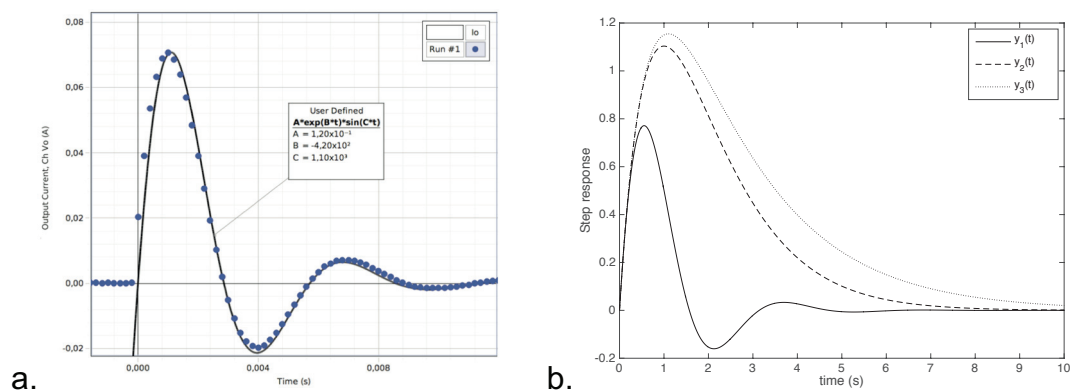 a.
0,08
0,06
0,04
0,02
0,00
-0,02
Output Current, Ch Vo (A)
Io
Run #1
User Defined
A*exp(B*t)*sin(C*t)
A = 1,20x10⁻¹
B = -4,20x10²
C = 1,10x10³
0,000
0,004
0,008
Time (s)
b.
1.2
1
0.8
0.6
0.4
0.2
0
-0.2
Step response
y₁(t)
y₂(t)
y₃(t)
0 1 2 3 4 5 6 7 8 9 10
time (s)